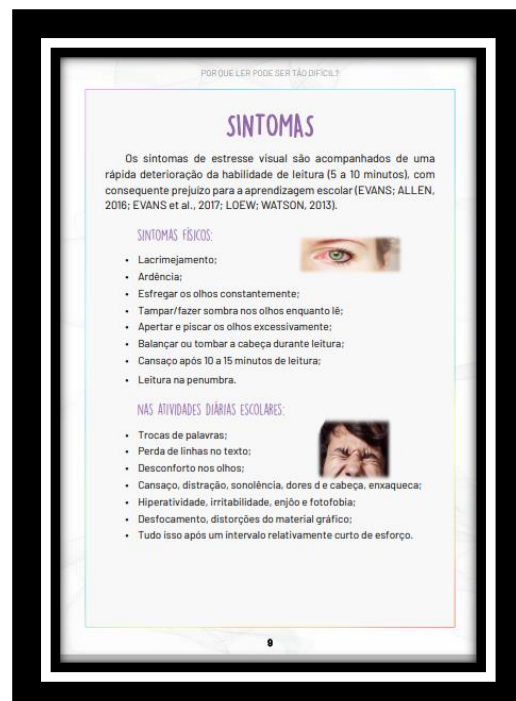 POR QUE LER PODE SER TÃO DIFÍCIL?
SINTOMAS
Os sintomas de estresse visual são acompanhados de uma
rápida deterioração da habilidade de leitura (5 a 10 minutos), com
consequente prejuízo para a aprendizagem escolar (EVANS; ALLEN,
2016; EVANS et al., 2017; LOEW; WATSON, 2013).
SINTOMAS FÍSICOS:
• Lacrimejamento;
• Ardência;
• Esfregar os olhos constantemente;
• Tampar/fazer sombra nos olhos enquanto lê;
• Apertar e piscar os olhos excessivamente;
• Balançar ou tombar a cabeça durante leitura;
• Cansaço após 10 a 15 minutos de leitura;
• Leitura na penumbra.
NAS ATIVIDADES DIÁRIAS ESCOLARES:
• Trocas de palavras;
• Perda de linhas no texto;
• Desconforto nos olhos;
• Cansaço, distração, sonolência, dores d e cabeça, enxaqueca;
• Hiperatividade, irritabilidade, enjôo e fotofobia;
• Desfocamento, distorções do material gráfico;
• Tudo isso após um intervalo relativamente curto de esforço.
9